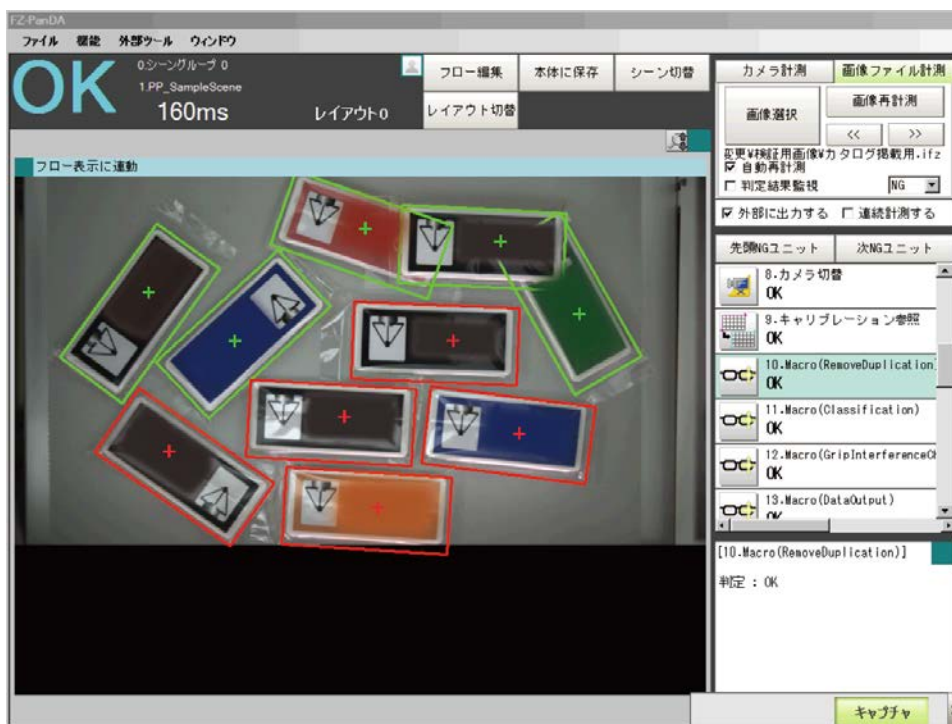 FZ-PanDA
ファイル 機能 外部ツール ウィンドウ
OK
0.シーングループ 0
1.PP_SampleScene
160ms
レイアウト0
フロー編集
本体に保存
シーン切替
レイアウト切替
フロー表示に連動
カメラ計測
画像ファイル計測
画像選択
画像再計測
<<
>>
変更¥検証用画像¥カタログ掲載用.ifz
自動再計測
判定結果監視
NG
外部に出力する
連続計測する
先頭NGユニット
次NGユニット
8.カメラ切替
OK
9.キャリブレーション参照
OK
10.Macro(RemoveDuplication)
OK
11.Macro(Classification)
OK
12.Macro(GripInterferenceCh
OK
13.Macro(DataOutput)
OK
[10.Macro(RemoveDuplication)]
判定 : OK
キャプチャ